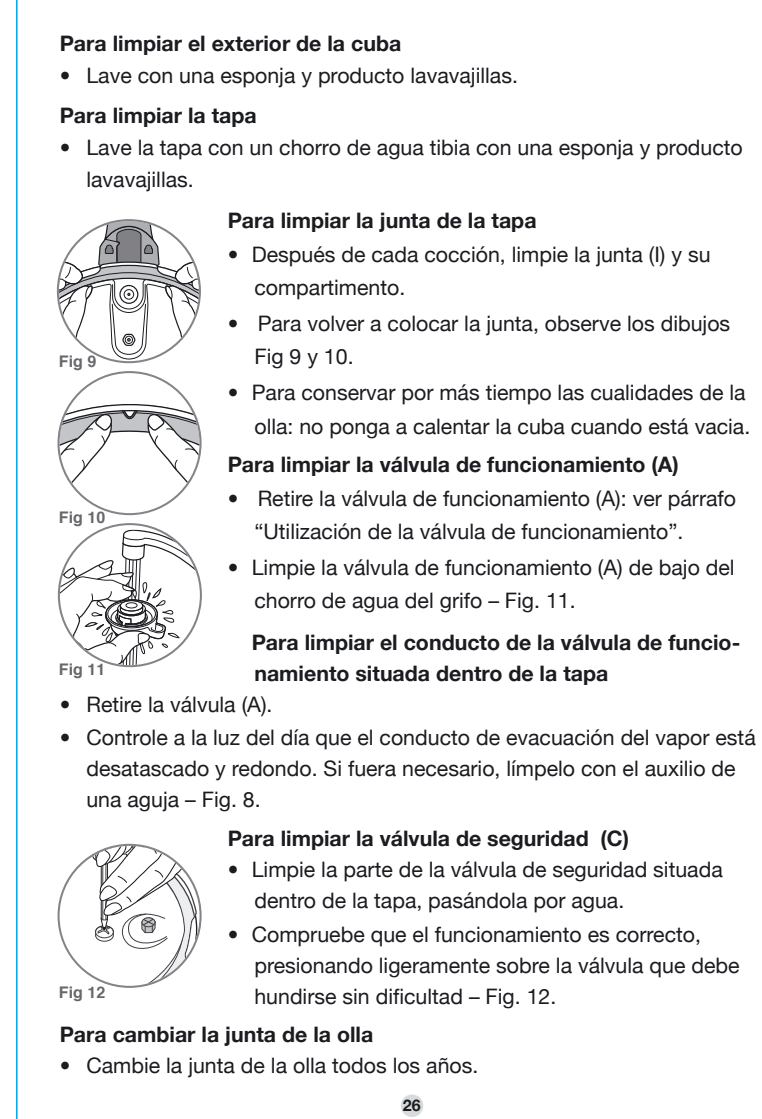 Para limpiar el exterior de la cuba
• Lave con una esponja y producto lavavajillas.
Para limpiar la tapa
• Lave la tapa con un chorro de agua tibia con una esponja y producto
lavavajillas.
Para limpiar la junta de la tapa
• Después de cada cocción, limpie la junta (I) y su
compartimento.
• Para volver a colocar la junta, observe los dibujos
Fig 9 y 10.
Fig 9
• Para conservar por más tiempo las cualidades de la
olla: no ponga a calentar la cuba cuando está vacia.
Para limpiar la válvula de funcionamiento (A)
• Retire la válvula de funcionamiento (A): ver párrafo
“Utilización de la válvula de funcionamiento”.
Fig 10
• Limpie la válvula de funcionamiento (A) de bajo del
chorro de agua del grifo – Fig. 11.
Para limpiar el conducto de la válvula de funcio-
namiento situada dentro de la tapa
Fig 11
• Retire la válvula (A).
• Controle a la luz del día que el conducto de evacuación del vapor está
desatascado y redondo. Si fuera necesario, límpelo con el auxilio de
una aguja – Fig. 8.
Para limpiar la válvula de seguridad (C)
• Limpie la parte de la válvula de seguridad situada
dentro de la tapa, pasándola por agua.
• Compruebe que el funcionamiento es correcto,
presionando ligeramente sobre la válvula que debe
hundirse sin dificultad – Fig. 12.
Fig 12
Para cambiar la junta de la olla
• Cambie la junta de la olla todos los años.
26